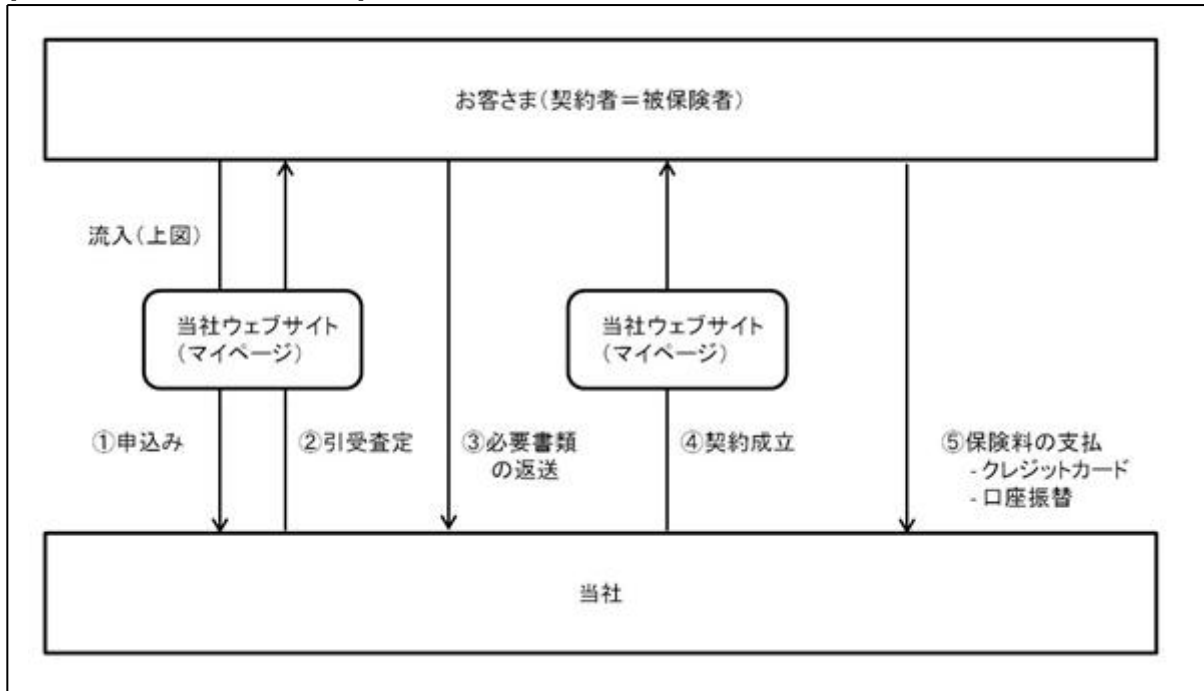 お客さま(契約者=被保険者)
流入(上図)
当社ウェブサイト
(マイページ)
当社ウェブサイト
(マイページ)
①申込み
②引受査定
③必要書類
の返送
④契約成立
⑤保険料の支払
- クレジットカード
- 口座振替
当社